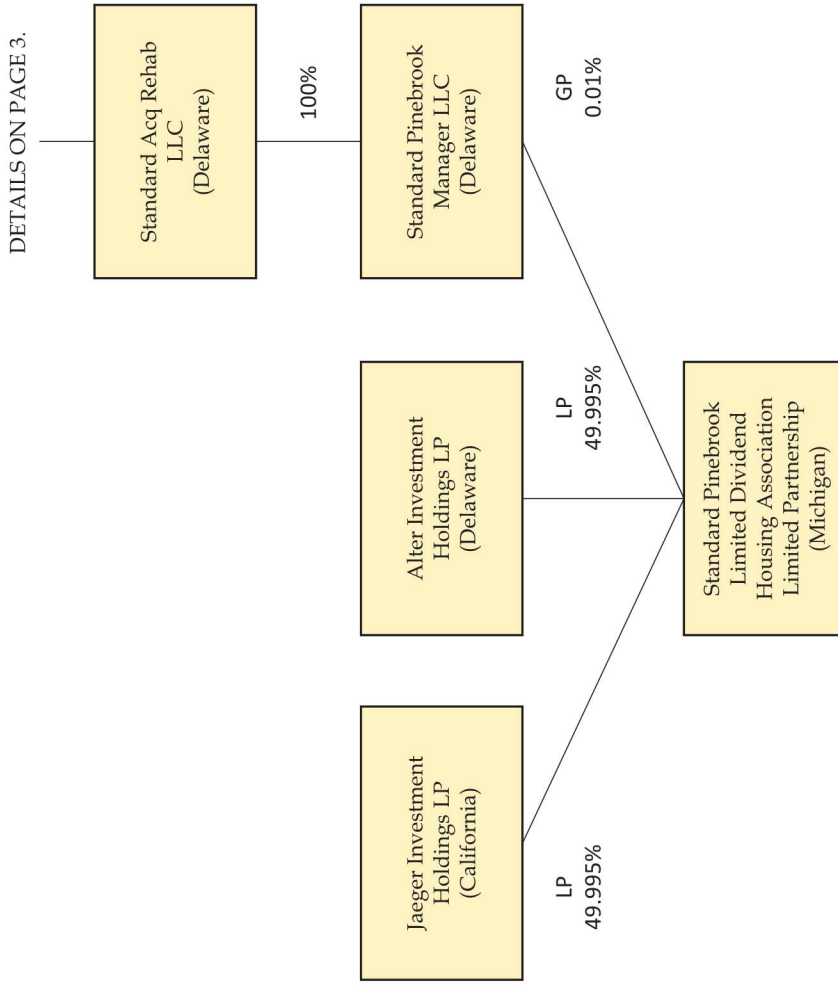 DETAILS ON PAGE 3.
Standard Acq Rehab
LLC
(Delaware)
100%
Jaeger Investment
Holdings LP
(California)
Alter Investment
Holdings LP
(Delaware)
Standard Pinebrook
Manager LLC
(Delaware)
LP
49.995%
LP
49.995%
GP
0.01%
Standard Pinebrook
Limited Dividend
Housing Association
Limited Partnership
(Michigan)